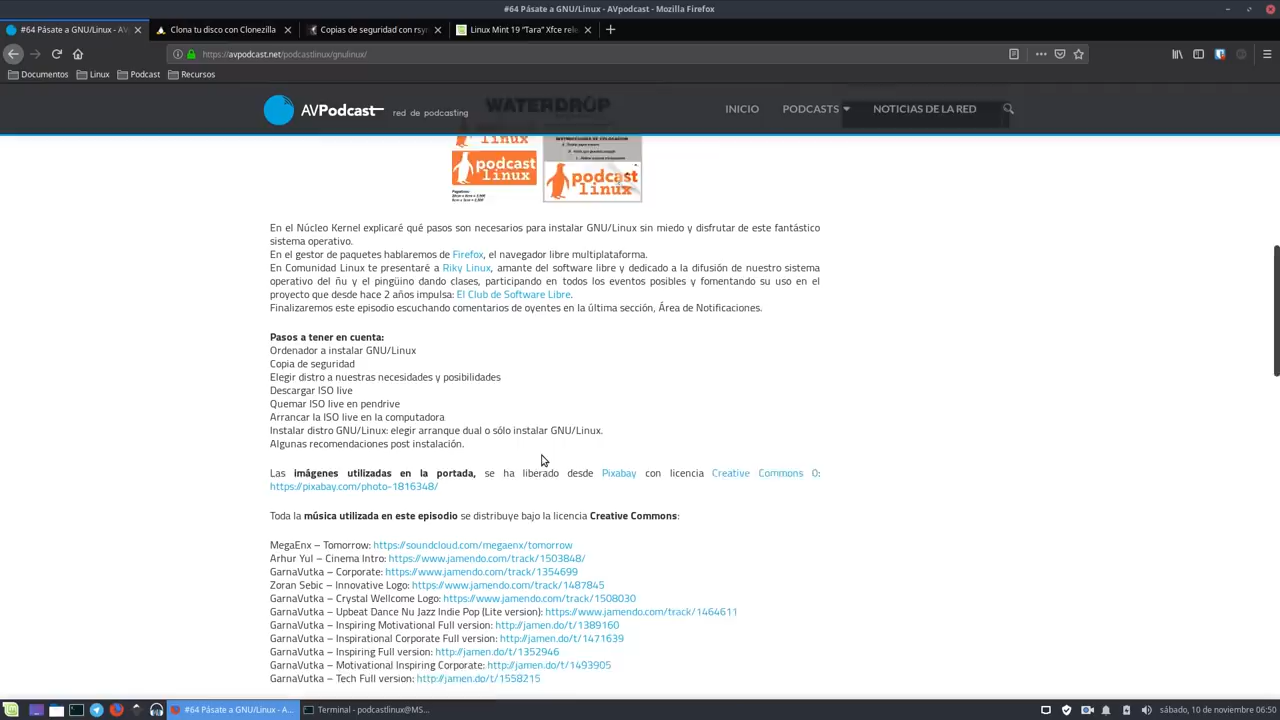 #64 Pásate a GNU/Linux - AVpodcast - Mozilla Firefox
#64 Pásate a GNU/Linux - AV
Clona tu disco con Clonezilla
Copias de seguridad con rsyn
Linux Mint 19 “Tara” Xfce rele
https://avpodcast.net/podcastlinux/gnulinux/
Documentos
Linux
Podcast
Recursos
AVPodcast
red de podcasting
INICIO
PODCASTS
NOTICIAS DE LA RED
WATERDROP
linux
podcast
linux
podcast
linux
En el Núcleo Kernel explicaré qué pasos son necesarios para instalar GNU/Linux sin miedo y disfrutar de este fantástico
sistema operativo.
En el gestor de paquetes hablaremos de Firefox, el navegador libre multiplataforma.
En Comunidad Linux te presentaré a Riky Linux, amante del software libre y dedicado a la difusión de nuestro sistema
operativo del ñu y el pingüino dando clases, participando en todos los eventos posibles y fomentando su uso en el
proyecto que desde hace 2 años impulsa: El Club de Software Libre.
Finalizaremos este episodio escuchando comentarios de oyentes en la última sección, Área de Notificaciones.
Pasos a tener en cuenta:
Ordenador a instalar GNU/Linux
Copia de seguridad
Elegir distro a nuestras necesidades y posibilidades
Descargar ISO live
Quemar ISO live en pendrive
Arrancar la ISO live en la computadora
Instalar distro GNU/Linux: elegir arranque dual o sólo instalar GNU/Linux.
Algunas recomendaciones post instalación.
Las imágenes utilizadas en la portada, se ha liberado desde Pixabay con licencia Creative Commons 0:
https://pixabay.com/photo-1816348/
Toda la música utilizada en este episodio se distribuye bajo la licencia Creative Commons:
MegaEnx – Tomorrow: https://soundcloud.com/megaenx/tomorrow
Arhur Yul – Cinema Intro: https://www.jamendo.com/track/1503848/
GarnaVutka – Corporate: https://www.jamendo.com/track/1354699
Zoran Sebic – Innovative Logo: https://www.jamendo.com/track/1487845
GarnaVutka – Crystal Wellcome Logo: https://www.jamendo.com/track/1508030
GarnaVutka – Upbeat Dance Nu Jazz Indie Pop (Lite version): https://www.jamendo.com/track/1464611
GarnaVutka – Inspiring Motivational Full version: http://jamen.do/t/1389160
GarnaVutka – Inspirational Corporate Full version: http://jamen.do/t/1471639
GarnaVutka – Inspiring Full version: http://jamen.do/t/1352946
GarnaVutka – Motivational Inspiring Corporate: http://jamen.do/t/1493905
GarnaVutka – Tech Full version: http://jamen.do/t/1558215
#64 Pásate a GNU/Linux - A...
Terminal - podcastlinux@MS...
sábado, 10 de noviembre 06:50